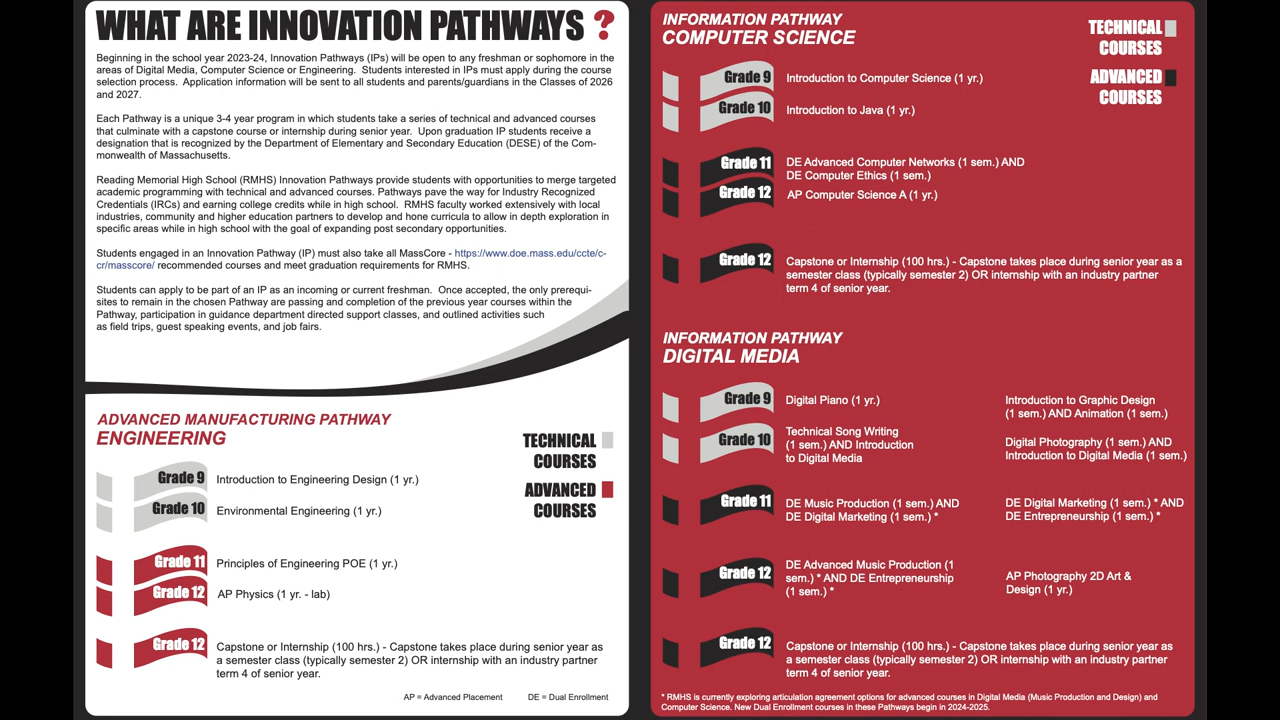 WHAT ARE INNOVATION PATHWAYS ?
Beginning in the school year 2023-24, Innovation Pathways (IPs) will be open to any freshman or sophomore in the
areas of Digital Media, Computer Science or Engineering. Students interested in IPs must apply during the course
selection process. Application information will be sent to all students and parents/guardians in the Classes of 2026
and 2027.
Each Pathway is a unique 3-4 year program in which students take a series of technical and advanced courses
that culminate with a capstone course or internship during senior year. Upon graduation IP students receive a
designation that is recognized by the Department of Elementary and Secondary Education (DESE) of the Com-
monwealth of Massachusetts.
Reading Memorial High School (RMHS) Innovation Pathways provide students with opportunities to merge targeted
academic programming with technical and advanced courses. Pathways pave the way for Industry Recognized
Credentials (IRCs) and earning college credits while in high school. RMHS faculty worked extensively with local
industries, community and higher education partners to develop and hone curricula to allow in depth exploration in
specific areas while in high school with the goal of expanding post secondary opportunities.
Students engaged in an Innovation Pathway (IP) must also take all MassCore - https://www.doe.mass.edu/ccte/c-
cr/masscore/ recommended courses and meet graduation requirements for RMHS.
Students can apply to be part of an IP as an incoming or current freshman. Once accepted, the only prerequi-
sites to remain in the chosen Pathway are passing and completion of the previous year courses within the
Pathway, participation in guidance department directed support classes, and outlined activities such
as field trips, guest speaking events, and job fairs.
ADVANCED MANUFACTURING PATHWAY
ENGINEERING
TECHNICAL
COURSES
ADVANCED
COURSES
Grade 9 Introduction to Engineering Design (1 yr.)
Grade 10 Environmental Engineering (1 yr.)
Grade 11 Principles of Engineering POE (1 yr.)
Grade 12 AP Physics (1 yr. - lab)
Grade 12 Capstone or Internship (100 hrs.) - Capstone takes place during senior year as
a semester class (typically semester 2) OR internship with an industry partner
term 4 of senior year.
AP = Advanced Placement DE = Dual Enrollment
INFORMATION PATHWAY
COMPUTER SCIENCE
TECHNICAL
COURSES
ADVANCED
COURSES
Grade 9 Introduction to Computer Science (1 yr.)
Grade 10 Introduction to Java (1 yr.)
Grade 11 DE Advanced Computer Networks (1 sem.) AND
DE Computer Ethics (1 sem.)
Grade 12 AP Computer Science A (1 yr.)
Grade 12 Capstone or Internship (100 hrs.) - Capstone takes place during senior year as a
semester class (typically semester 2) OR internship with an industry partner
term 4 of senior year.
INFORMATION PATHWAY
DIGITAL MEDIA
Grade 9 Digital Piano (1 yr.)
Introduction to Graphic Design
(1 sem.) AND Animation (1 sem.)
Grade 10 Technical Song Writing
(1 sem.) AND Introduction
to Digital Media
Digital Photography (1 sem.) AND
Introduction to Digital Media (1 sem.)
Grade 11 DE Music Production (1 sem.) AND
DE Digital Marketing (1 sem.) *
DE Digital Marketing (1 sem.) * AND
DE Entrepreneurship (1 sem.) *
Grade 12 DE Advanced Music Production (1
sem.) * AND DE Entrepreneurship
(1 sem.) *
AP Photography 2D Art &
Design (1 yr.)
Grade 12 Capstone or Internship (100 hrs.) - Capstone takes place during senior year as
a semester class (typically semester 2) OR internship with an industry partner
term 4 of senior year.
* RMHS is currently exploring articulation agreement options for advanced courses in Digital Media (Music Production and Design) and
Computer Science. New Dual Enrollment courses in these Pathways begin in 2024-2025.